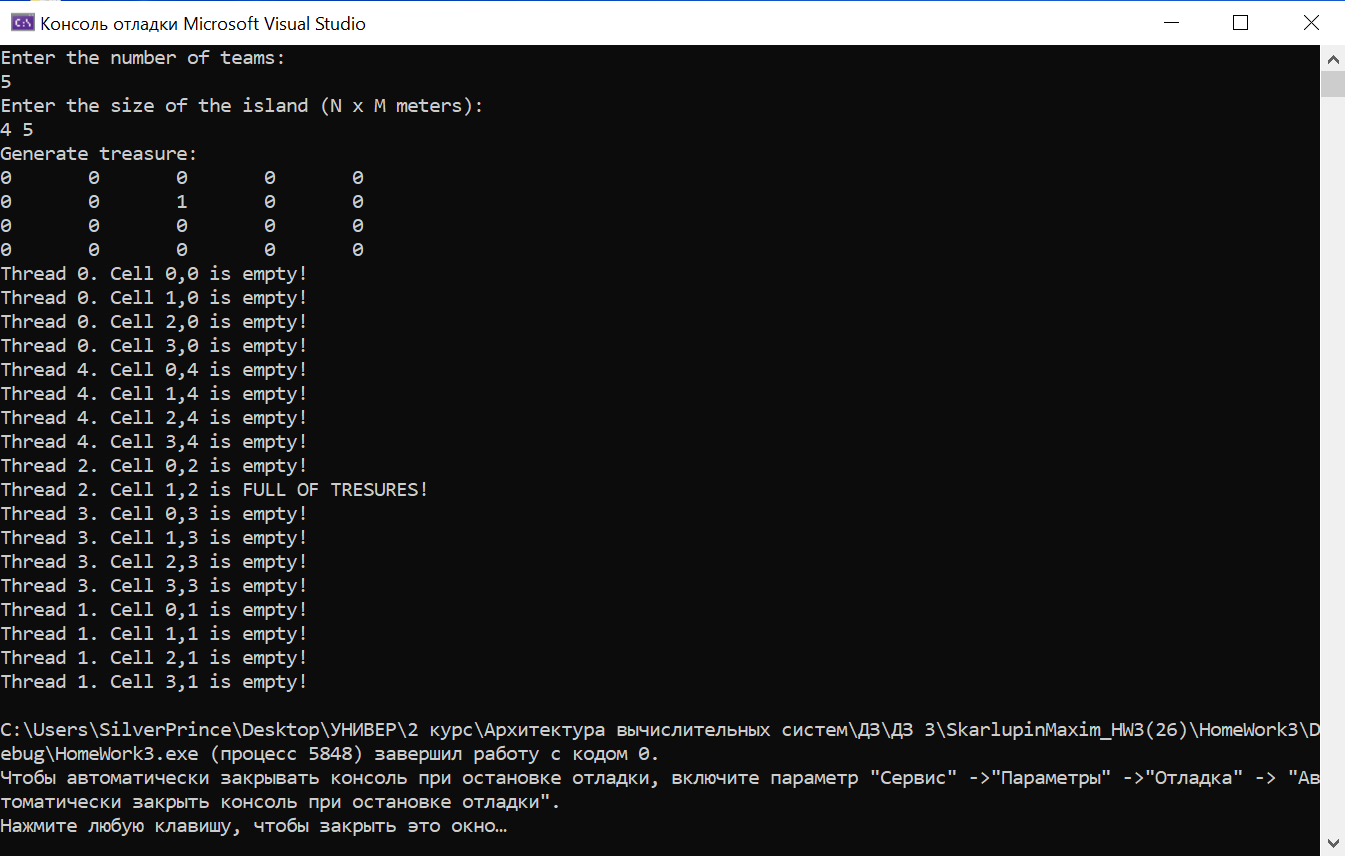 Консоль отладки Microsoft Visual Studio
Enter the number of teams:
5
Enter the size of the island (N x M meters):
4 5
Generate treasure:
0 0 0 0 0
0 0 1 0 0
0 0 0 0 0
0 0 0 0 0
Thread 0. Cell 0,0 is empty!
Thread 0. Cell 1,0 is empty!
Thread 0. Cell 2,0 is empty!
Thread 0. Cell 3,0 is empty!
Thread 4. Cell 0,4 is empty!
Thread 4. Cell 1,4 is empty!
Thread 4. Cell 2,4 is empty!
Thread 4. Cell 3,4 is empty!
Thread 2. Cell 0,2 is empty!
Thread 2. Cell 1,2 is FULL OF TRESURES!
Thread 3. Cell 0,3 is empty!
Thread 3. Cell 1,3 is empty!
Thread 3. Cell 2,3 is empty!
Thread 3. Cell 3,3 is empty!
Thread 1. Cell 0,1 is empty!
Thread 1. Cell 1,1 is empty!
Thread 1. Cell 2,1 is empty!
Thread 1. Cell 3,1 is empty!
C:\Users\SilverPrince\Desktop\УНИВЕР\2 курс\Архитектура вычислительных систем\ДЗ\ДЗ 3\SkarlupinMaxim_HW3(26)\HomeWork3\D
ebug\HomeWork3.exe (процесс 5848) завершил работу с кодом 0.
Чтобы автоматически закрывать консоль при остановке отладки, включите параметр "Сервис" ->"Параметры" ->"Отладка" -> "Ав
томатически закрыть консоль при остановке отладки".
Нажмите любую клавишу, чтобы закрыть это окно…